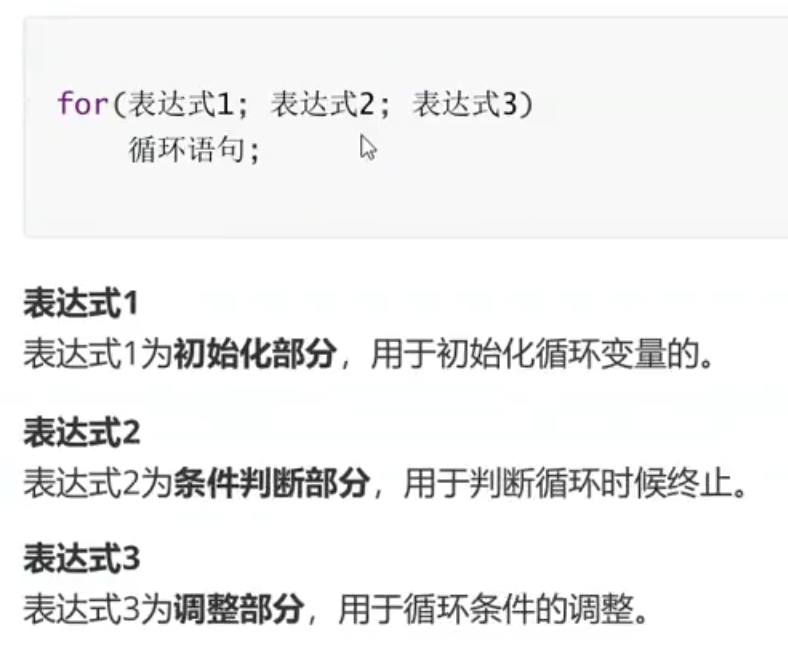 for(表达式1; 表达式2; 表达式3)
循环语句;
表达式1
表达式1为初始化部分，用于初始化循环变量的。
表达式2
表达式2为条件判断部分，用于判断循环时候终止。
表达式3
表达式3为调整部分，用于循环条件的调整。